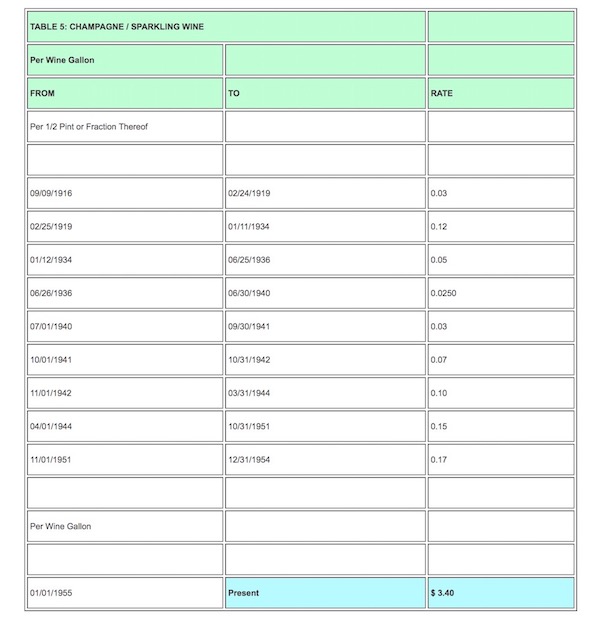 TABLE 5: CHAMPAGNE / SPARKLING WINE
Per Wine Gallon
FROM TO RATE
Per 1/2 Pint or Fraction Thereof
09/09/1916 02/24/1919 0.03
02/25/1919 01/11/1934 0.12
01/12/1934 06/25/1936 0.05
06/26/1936 06/30/1940 0.0250
07/01/1940 09/30/1941 0.03
10/01/1941 10/31/1942 0.07
11/01/1942 03/31/1944 0.10
04/01/1944 10/31/1951 0.15
11/01/1951 12/31/1954 0.17
Per Wine Gallon
01/01/1955 Present $ 3.40